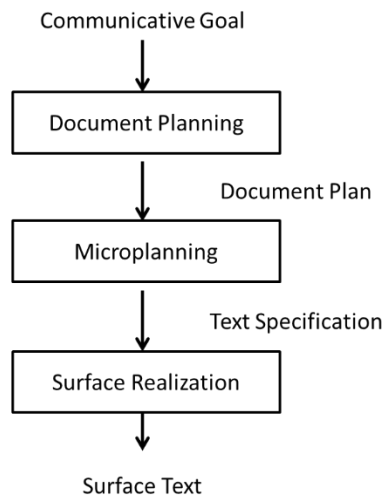 Communicative Goal
Document Planning
Document Plan
Microplanning
Text Specification
Surface Realization
Surface Text